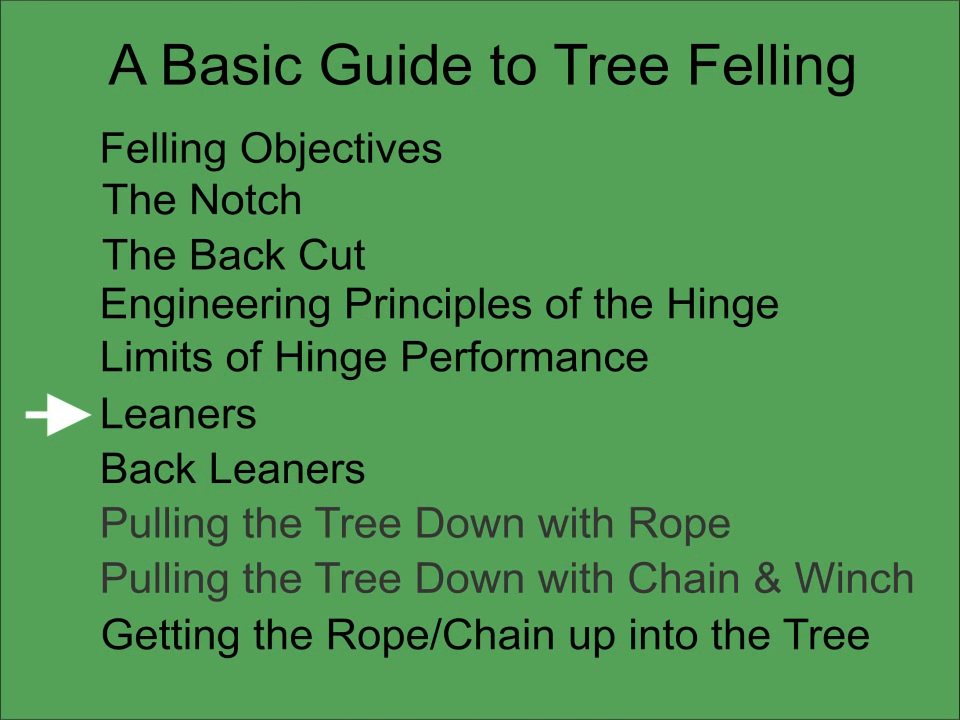 A Basic Guide to Tree Felling
Felling Objectives
The Notch
The Back Cut
Engineering Principles of the Hinge
Limits of Hinge Performance
Leaners
Back Leaners
Pulling the Tree Down with Rope
Pulling the Tree Down with Chain & Winch
Getting the Rope/Chain up into the Tree